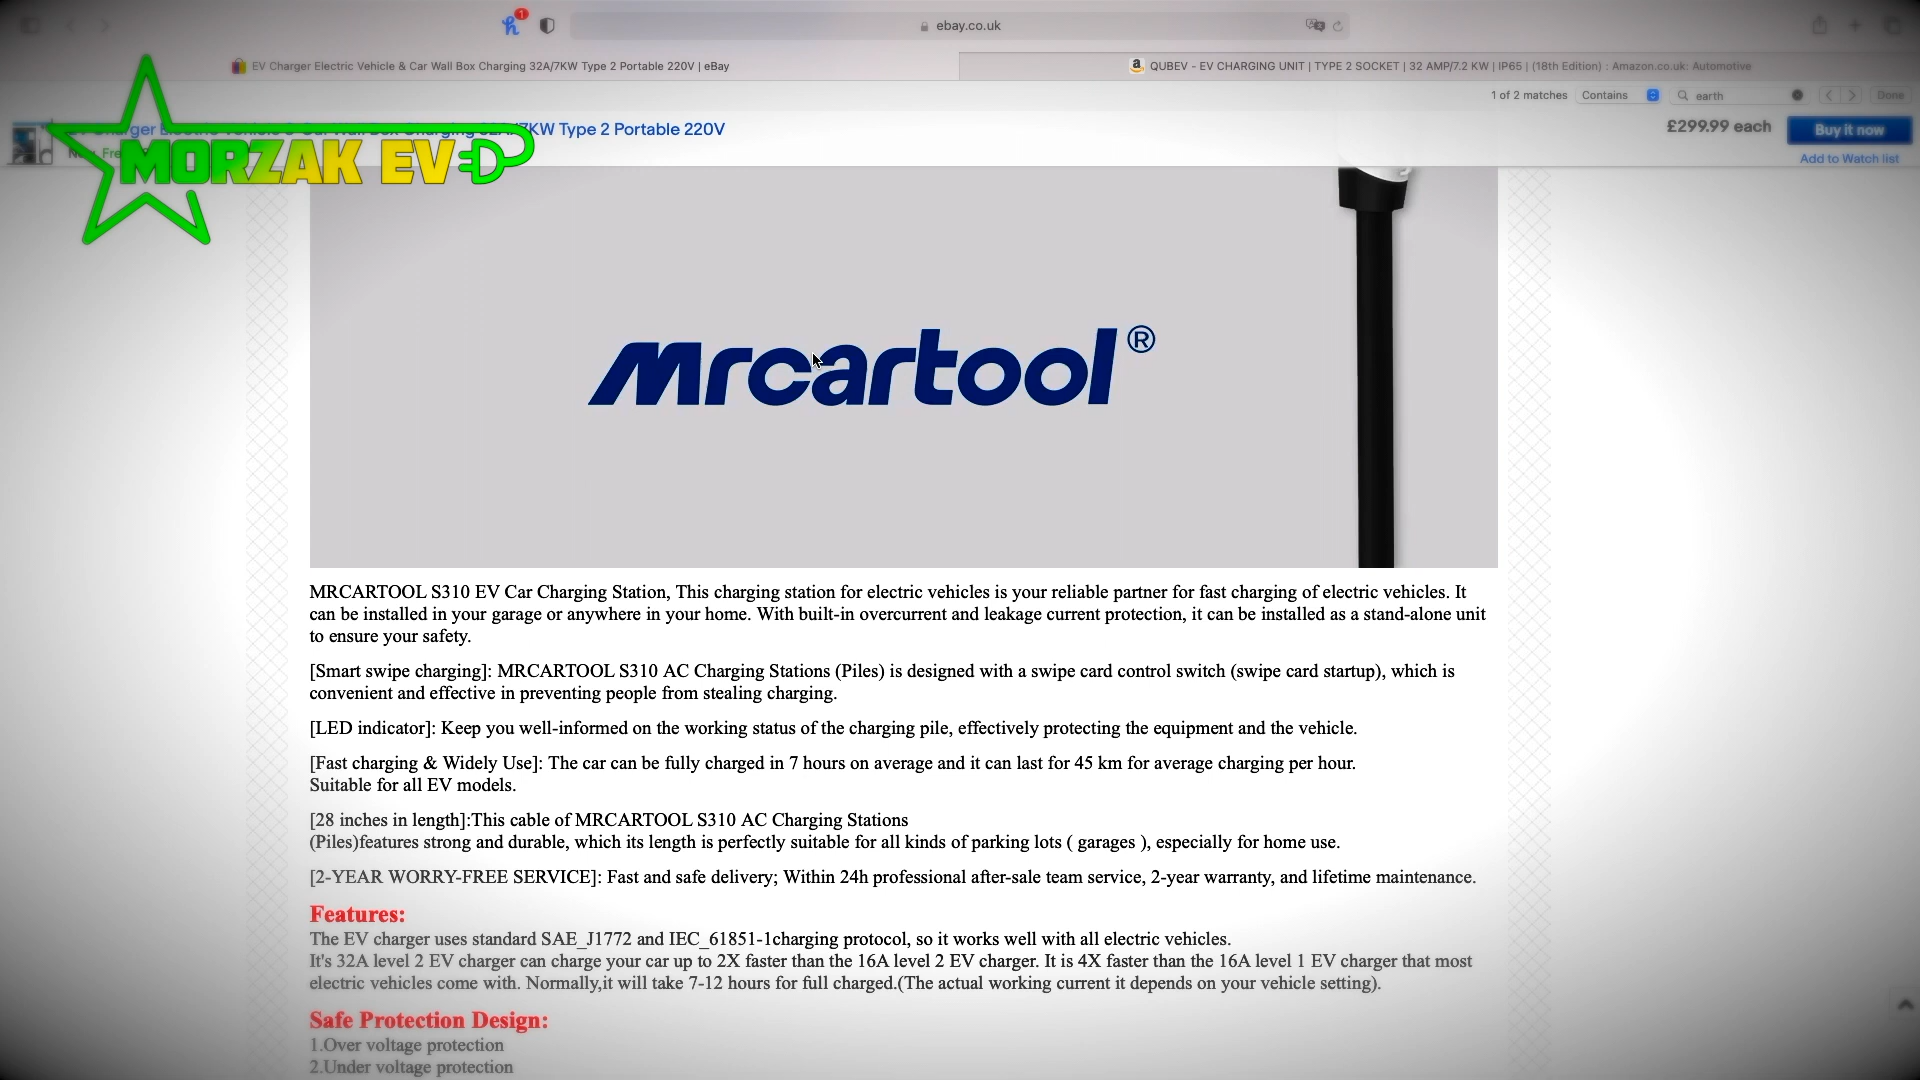 1
ebay.co.uk
EV Charger Electric Vehicle & Car Wall Box Charging 32A/7KW Type 2 Portable 220V | eBay
QUBEV - EV CHARGING UNIT | TYPE 2 SOCKET | 32 AMP/7.2 KW | IP65 | (18th Edition) : Amazon.co.uk: Automotive
1 of 2 matches Contains earth Done
EV Charger Electric Vehicle & Car Wall Box Charging 32A/7KW Type 2 Portable 220V
£299.99 each
Buy it now
Add to Watch list
MORZAK EV
Mrcartool®
MRCARTOOL S310 EV Car Charging Station, This charging station for electric vehicles is your reliable partner for fast charging of electric vehicles. It
can be installed in your garage or anywhere in your home. With built-in overcurrent and leakage current protection, it can be installed as a stand-alone unit
to ensure your safety.
[Smart swipe charging]: MRCARTOOL S310 AC Charging Stations (Piles) is designed with a swipe card control switch (swipe card startup), which is
convenient and effective in preventing people from stealing charging.
[LED indicator]: Keep you well-informed on the working status of the charging pile, effectively protecting the equipment and the vehicle.
[Fast charging & Widely Use]: The car can be fully charged in 7 hours on average and it can last for 45 km for average charging per hour.
Suitable for all EV models.
[28 inches in length]:This cable of MRCARTOOL S310 AC Charging Stations
(Piles)features strong and durable, which its length is perfectly suitable for all kinds of parking lots ( garages ), especially for home use.
[2-YEAR WORRY-FREE SERVICE]: Fast and safe delivery; Within 24h professional after-sale team service, 2-year warranty, and lifetime maintenance.
Features:
The EV charger uses standard SAE_J1772 and IEC_61851-1charging protocol, so it works well with all electric vehicles.
It's 32A level 2 EV charger can charge your car up to 2X faster than the 16A level 2 EV charger. It is 4X faster than the 16A level 1 EV charger that most
electric vehicles come with. Normally,it will take 7-12 hours for full charged.(The actual working current it depends on your vehicle setting).
Safe Protection Design:
1.Over voltage protection
2.Under voltage protection